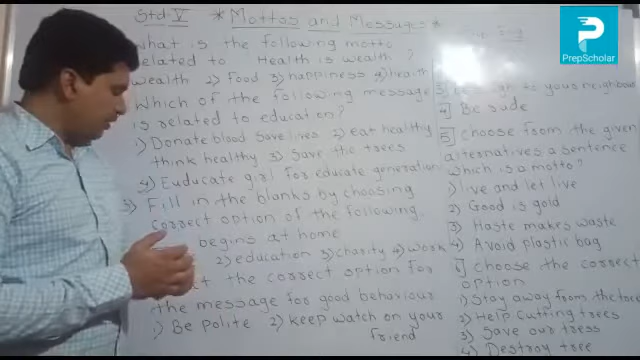 Std: V * Mottos and Messages *
What is the following motto
related to Health is wealth ?
wealth 2) Food 3) happiness 4) health
Which of the following message
is related to education?
1) Donate blood save lives 2) eat healthy
think healthy 3) Save the trees
4) Euducate girl for educate generation
3) Fill in the blanks by choosing
correct option of the following.
begins at home
2) education 3) charity 4) work
the correct option for
the message for good behaviour
1) Be polite 2) keep watch on your
friend
to your neighbour
4) Be rude
5) choose from the given
alternatives a sentence
which is a motto?
1) live and let live
2) Good is gold
3) Haste makes waste
4) Avoid plastic bag
6) choose the correct
option
1) Stay away from the trees
2) Help cutting trees
3) Save our tress
4) Destroy tree
PrepScholar